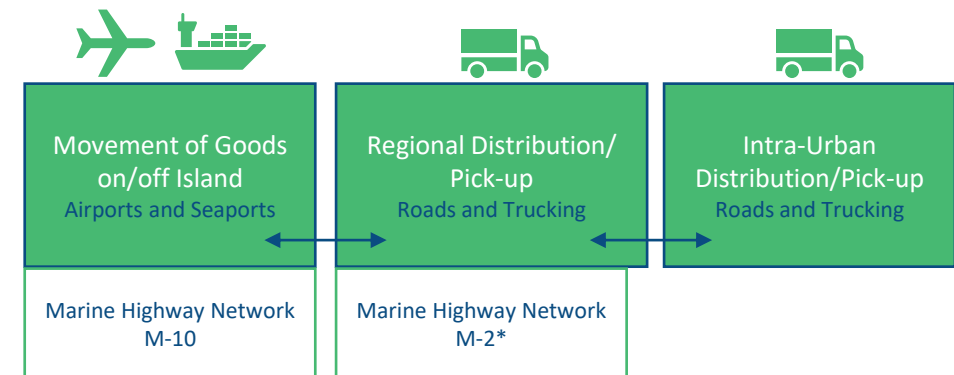 Movement of Goods
on/off Island
Airports and Seaports
Regional Distribution/
Pick-up
Roads and Trucking
Intra-Urban
Distribution/Pick-up
Roads and Trucking
Marine Highway Network
M-10
Marine Highway Network
M-2*